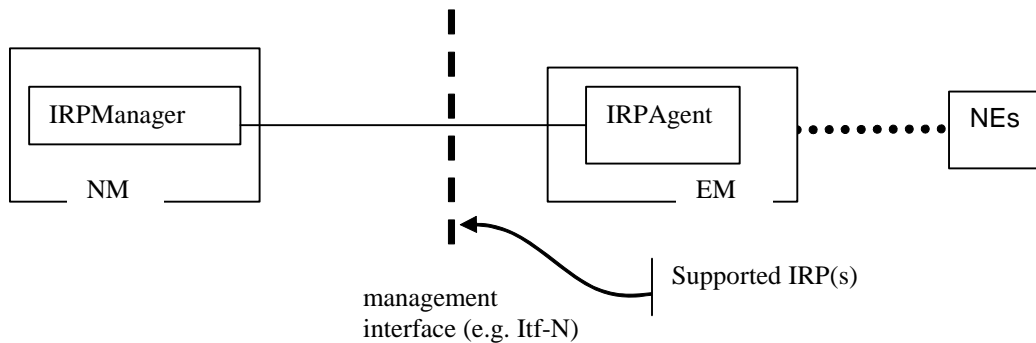 IRPManager
IRPAgent
NEs
NM
EM
Supported IRP(s)
management
interface (e.g. Itf-N)